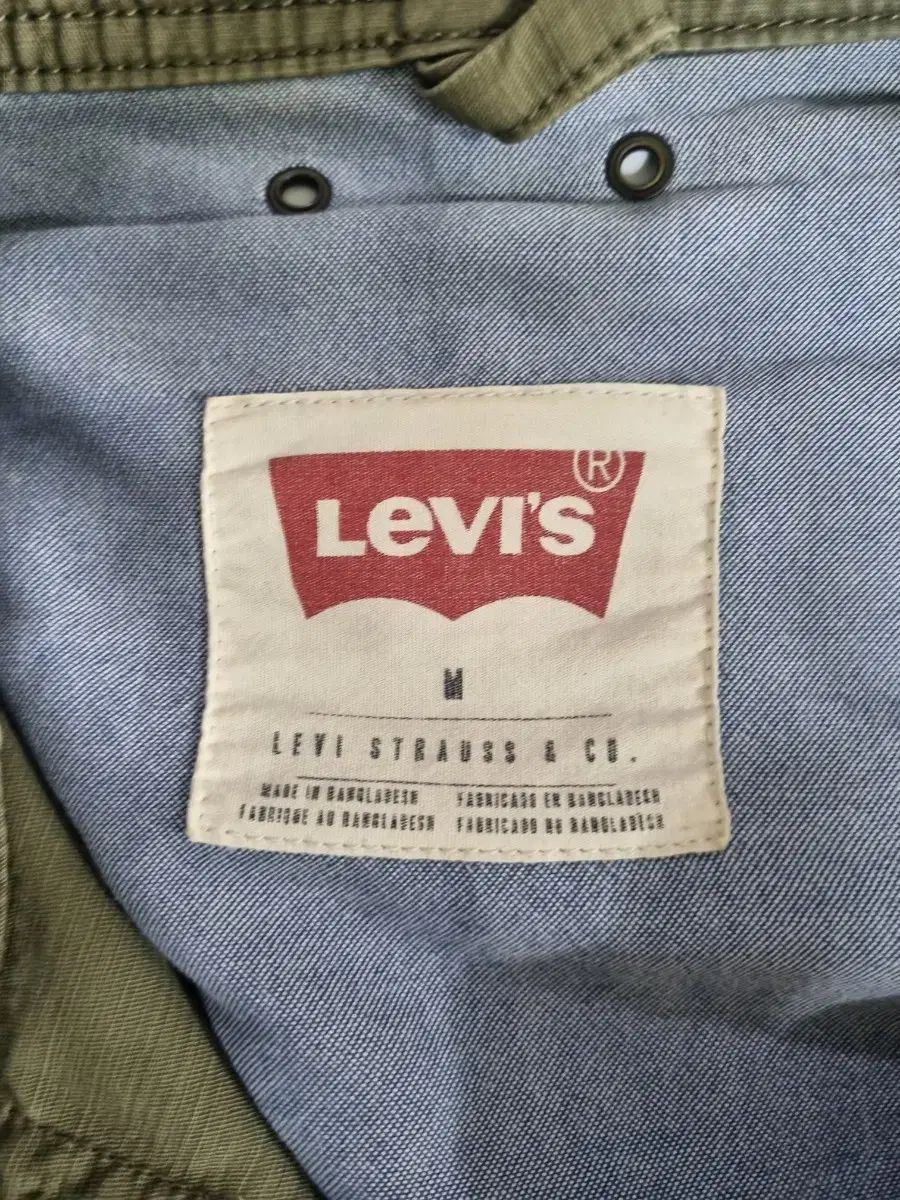 LEVI'S®
M
LEVI STRAUSS & CO.
MADE IN BANGLADESH FABRICADO EN BANGLADESH
FABRIQUE AU BANGLADESH FABRICADO NO BANGLADESH